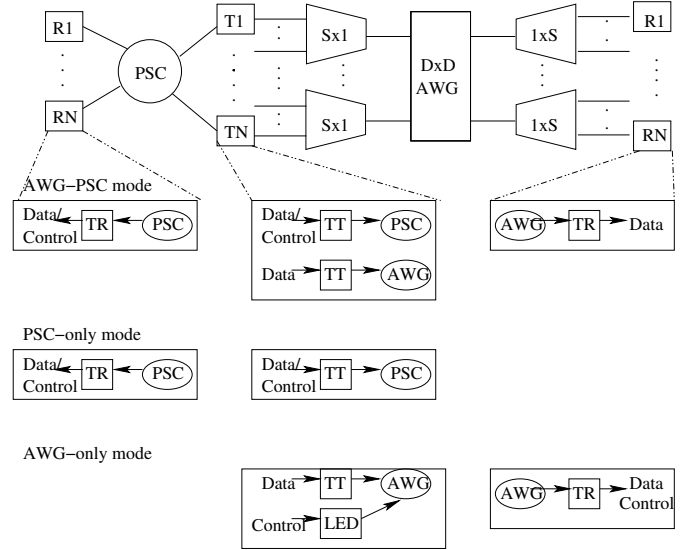 R1
RN
PSC
T1
TN
Sx1
Sx1
DxD
AWG
1xS
1xS
R1
RN
AWG−PSC mode
Data/
Control
TR
PSC
Data/
Control
TT
PSC
Data
TT
AWG
AWG
TR
Data
PSC−only mode
Data/
Control
TR
PSC
Data/
Control
TT
PSC
AWG−only mode
Data
TT
AWG
Control
LED
AWG
TR
Data
Control